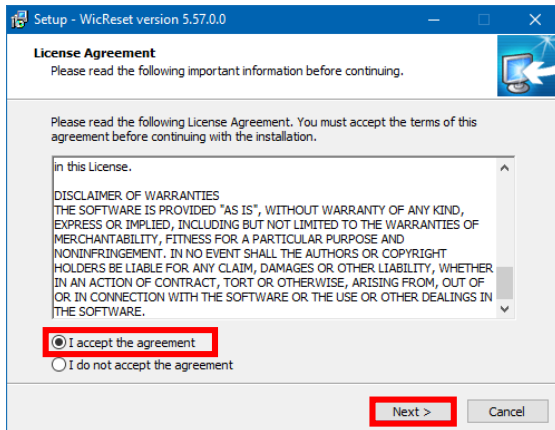 Setup - WicReset version 5.57.0.0
License Agreement
Please read the following important information before continuing.
Please read the following License Agreement. You must accept the terms of this
agreement before continuing with the installation.
in this License.
DISCLAIMER OF WARRANTIES
THE SOFTWARE IS PROVIDED "AS IS", WITHOUT WARRANTY OF ANY KIND,
EXPRESS OR IMPLIED, INCLUDING BUT NOT LIMITED TO THE WARRANTIES OF
MERCHANTABILITY, FITNESS FOR A PARTICULAR PURPOSE AND
NONINFRINGEMENT. IN NO EVENT SHALL THE AUTHORS OR COPYRIGHT
HOLDERS BE LIABLE FOR ANY CLAIM, DAMAGES OR OTHER LIABILITY, WHETHER
IN AN ACTION OF CONTRACT, TORT OR OTHERWISE, ARISING FROM, OUT OF
OR IN CONNECTION WITH THE SOFTWARE OR THE USE OR OTHER DEALINGS IN
THE SOFTWARE.
I accept the agreement
I do not accept the agreement
Next > Cancel